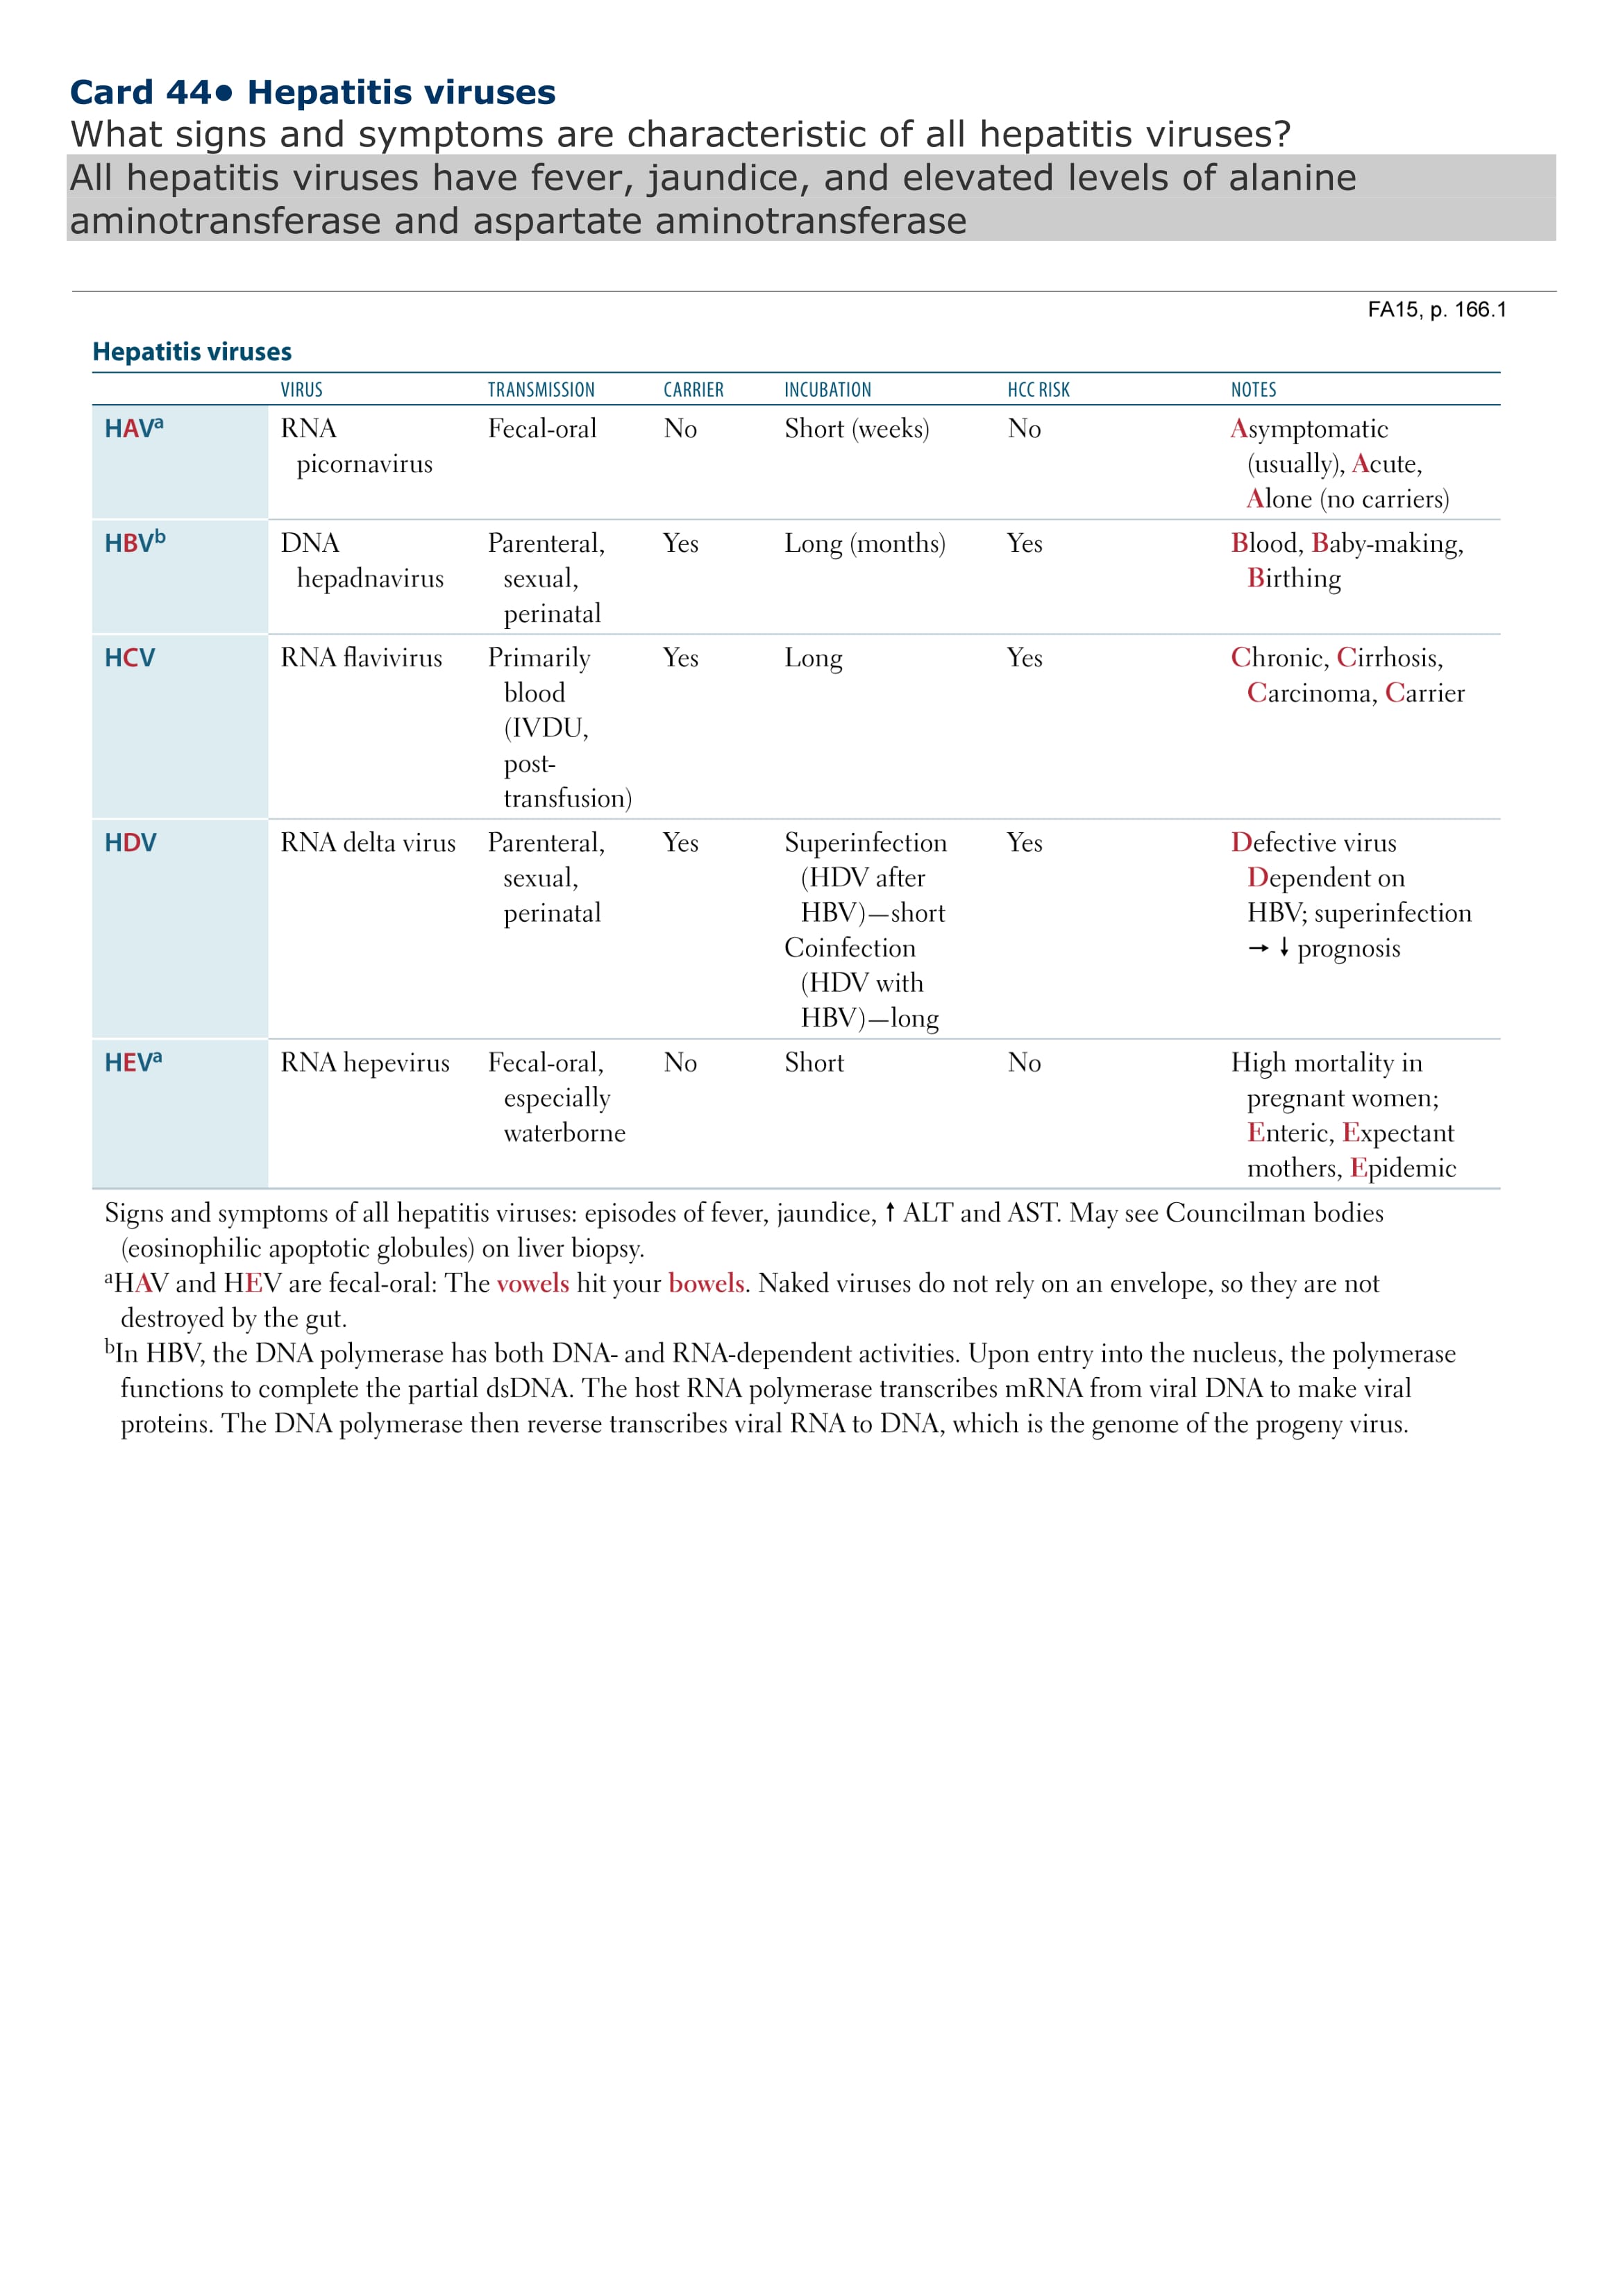 Card 44• Hepatitis viruses
What signs and symptoms are characteristic of all hepatitis viruses?
All hepatitis viruses have fever, jaundice, and elevated levels of alanine
aminotransferase and aspartate aminotransferase
FA15, p. 166.1
Hepatitis viruses
VIRUS TRANSMISSION CARRIER INCUBATION HCC RISK NOTES
HAVᵃ RNA Fecal-oral No Short (weeks) No Asymptomatic
picornavirus (usually), Acute,
Alone (no carriers)
HBVᵇ DNA Parenteral, Yes Long (months) Yes Blood, Baby-making,
hepadnavirus sexual, Birthing
perinatal
HCV RNA flavivirus Primarily Yes Long Yes Chronic, Cirrhosis,
blood Carcinoma, Carrier
(IVDU,
post-
transfusion)
HDV RNA delta virus Parenteral, Yes Superinfection Yes Defective virus
sexual, (HDV after Dependent on
perinatal HBV)—short HBV; superinfection
Coinfection → ↓ prognosis
(HDV with
HBV)—long
HEVᵃ RNA hepevirus Fecal-oral, No Short No High mortality in
especially pregnant women;
waterborne Enteric, Expectant
mothers, Epidemic
Signs and symptoms of all hepatitis viruses: episodes of fever, jaundice, ↑ ALT and AST. May see Councilman bodies
(eosinophilic apoptotic globules) on liver biopsy.
ᵃHAV and HEV are fecal-oral: The vowels hit your bowels. Naked viruses do not rely on an envelope, so they are not
destroyed by the gut.
ᵇIn HBV, the DNA polymerase has both DNA- and RNA-dependent activities. Upon entry into the nucleus, the polymerase
functions to complete the partial dsDNA. The host RNA polymerase transcribes mRNA from viral DNA to make viral
proteins. The DNA polymerase then reverse transcribes viral RNA to DNA, which is the genome of the progeny virus.